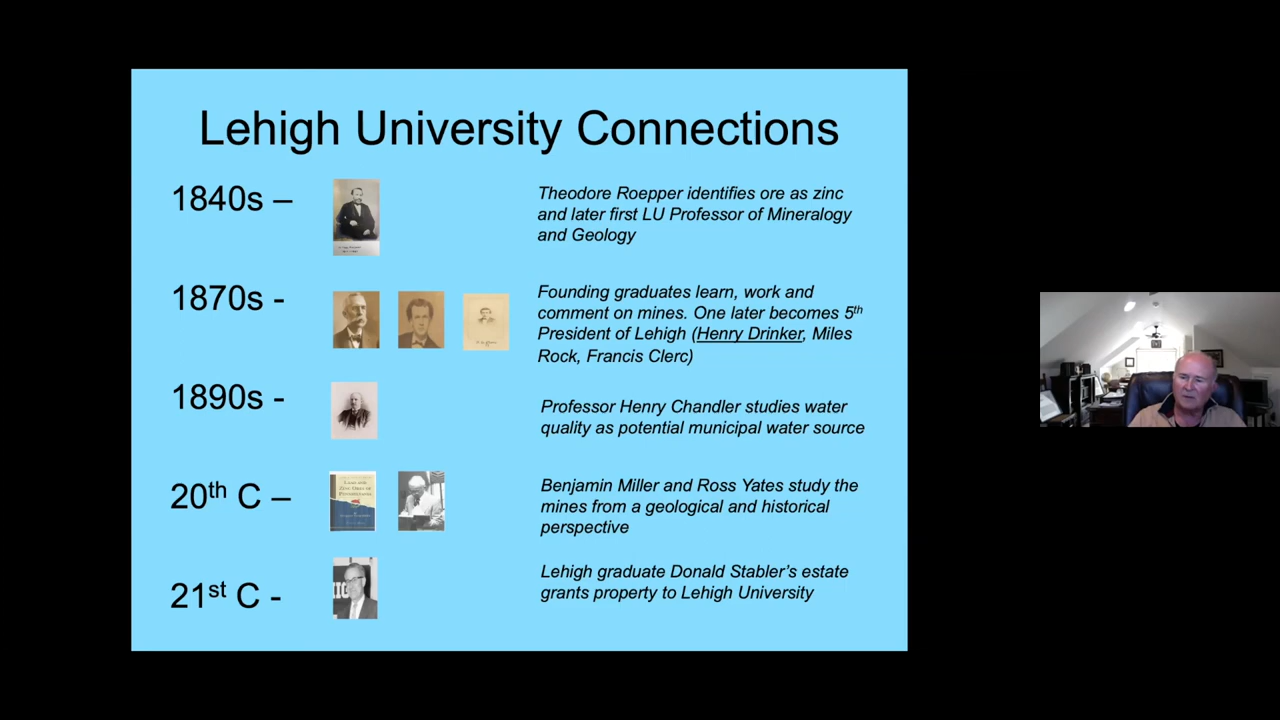 Lehigh University Connections
1840s –
Theodore Roepper identifies ore as zinc
and later first LU Professor of Mineralogy
and Geology
1870s -
Founding graduates learn, work and
comment on mines. One later becomes 5th
President of Lehigh (Henry Drinker, Miles
Rock, Francis Clerc)
1890s -
Professor Henry Chandler studies water
quality as potential municipal water source
20th C –
Benjamin Miller and Ross Yates study the
mines from a geological and historical
perspective
21st C -
Lehigh graduate Donald Stabler’s estate
grants property to Lehigh University